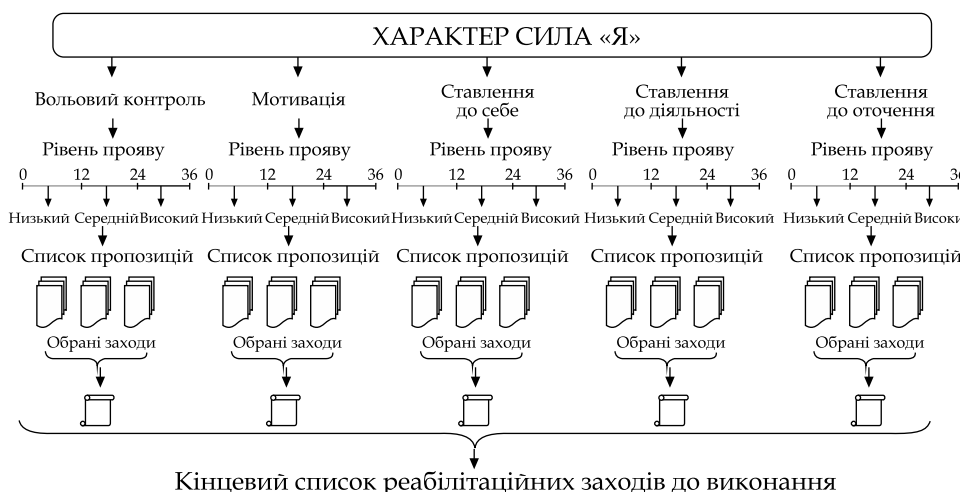 ХАРАКТЕР СИЛА «Я»
Вольовий контроль
Мотивація
Ставлення
до себе
Ставлення
до діяльності
Ставлення
до оточення
Рівень прояву Рівень прояву Рівень прояву Рівень прояву Рівень прояву
0 12 24 36 0 12 24 36 0 12 24 36 0 12 24 36 0 12 24 36
Низький Середній Високий Низький Середній Високий Низький Середній Високий Низький Середній Високий Низький Середній Високий
Список пропозицій Список пропозицій Список пропозицій Список пропозицій Список пропозицій
Обрані заходи Обрані заходи Обрані заходи Обрані заходи Обрані заходи
Кінцевий список реабілітаційних заходів до виконання